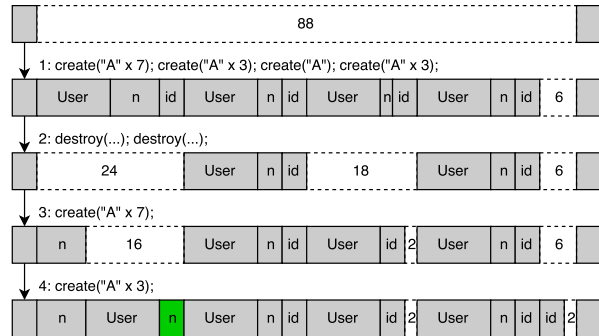 88
1: create("A" x 7); create("A" x 3); create("A"); create("A" x 3);
User n id User n id User n id User n id 6
2: destroy(...); destroy(...);
24 User n id 18 User n id 6
3: create("A" x 7);
n 16 User n id User id 2 User n id 6
4: create("A" x 3);
n User n User n id User id 2 User n id id 2